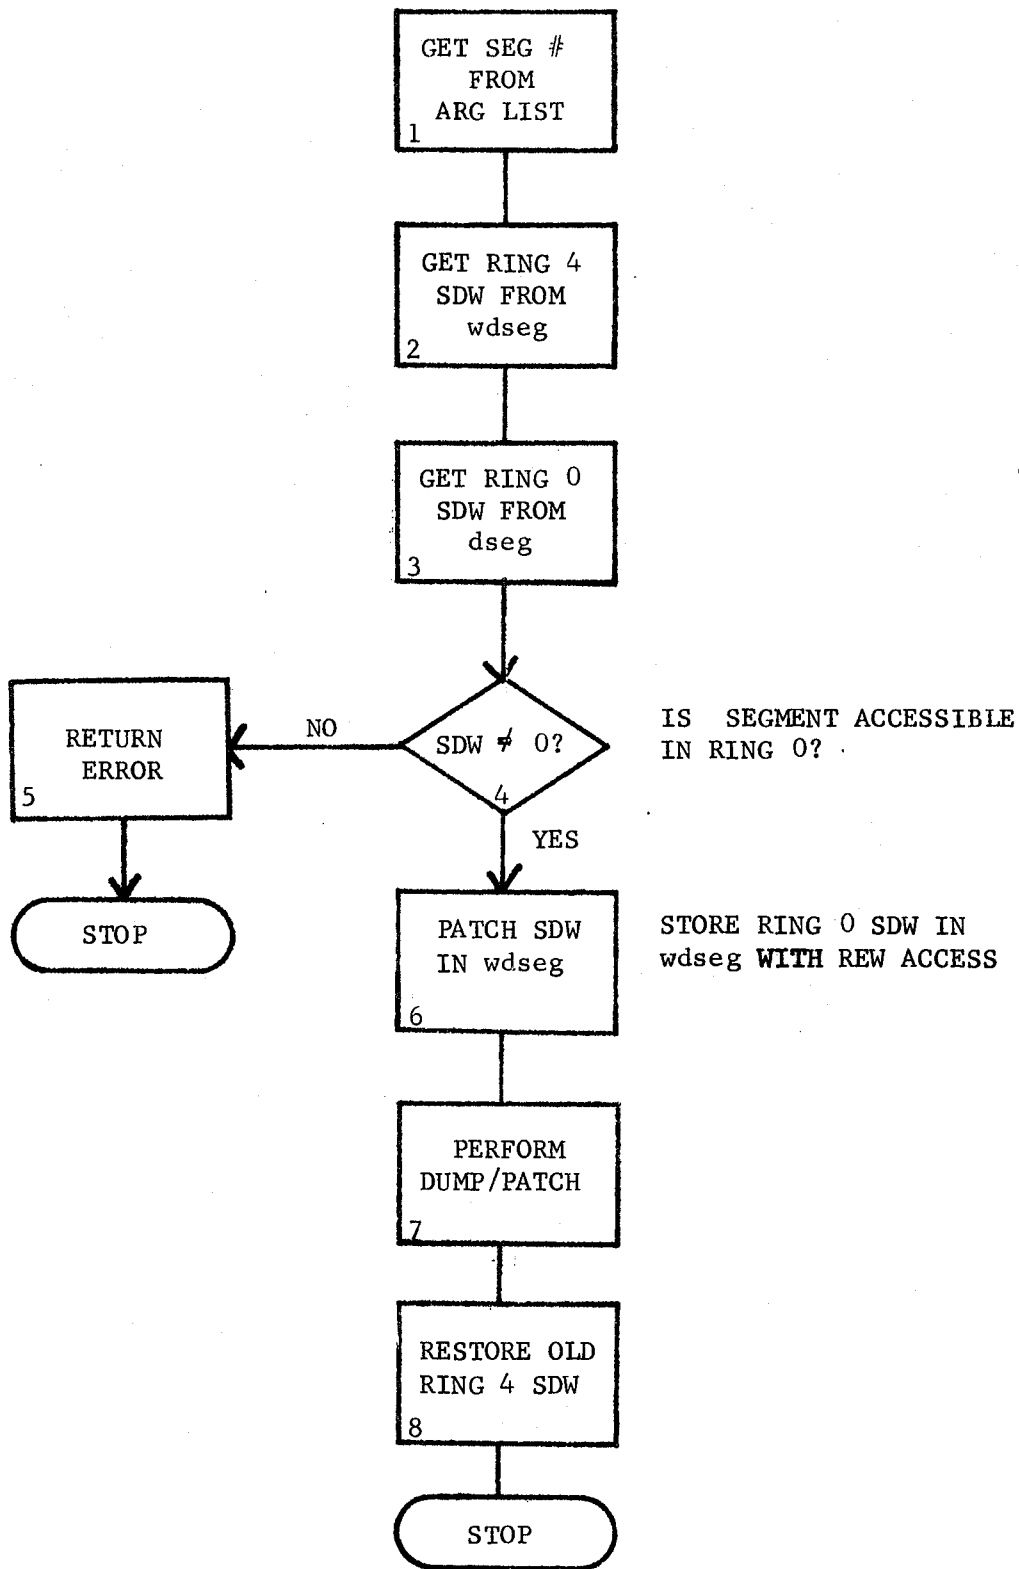 GET SEG #
FROM
ARG LIST
1
GET RING 4
SDW FROM
wdseg
2
GET RING 0
SDW FROM
dseg
3
SDW ≠ 0?
4
IS SEGMENT ACCESSIBLE
IN RING 0?
NO
RETURN
ERROR
5
STOP
YES
PATCH SDW
IN wdseg
6
STORE RING 0 SDW IN
wdseg WITH REW ACCESS
PERFORM
DUMP/PATCH
7
RESTORE OLD
RING 4 SDW
8
STOP